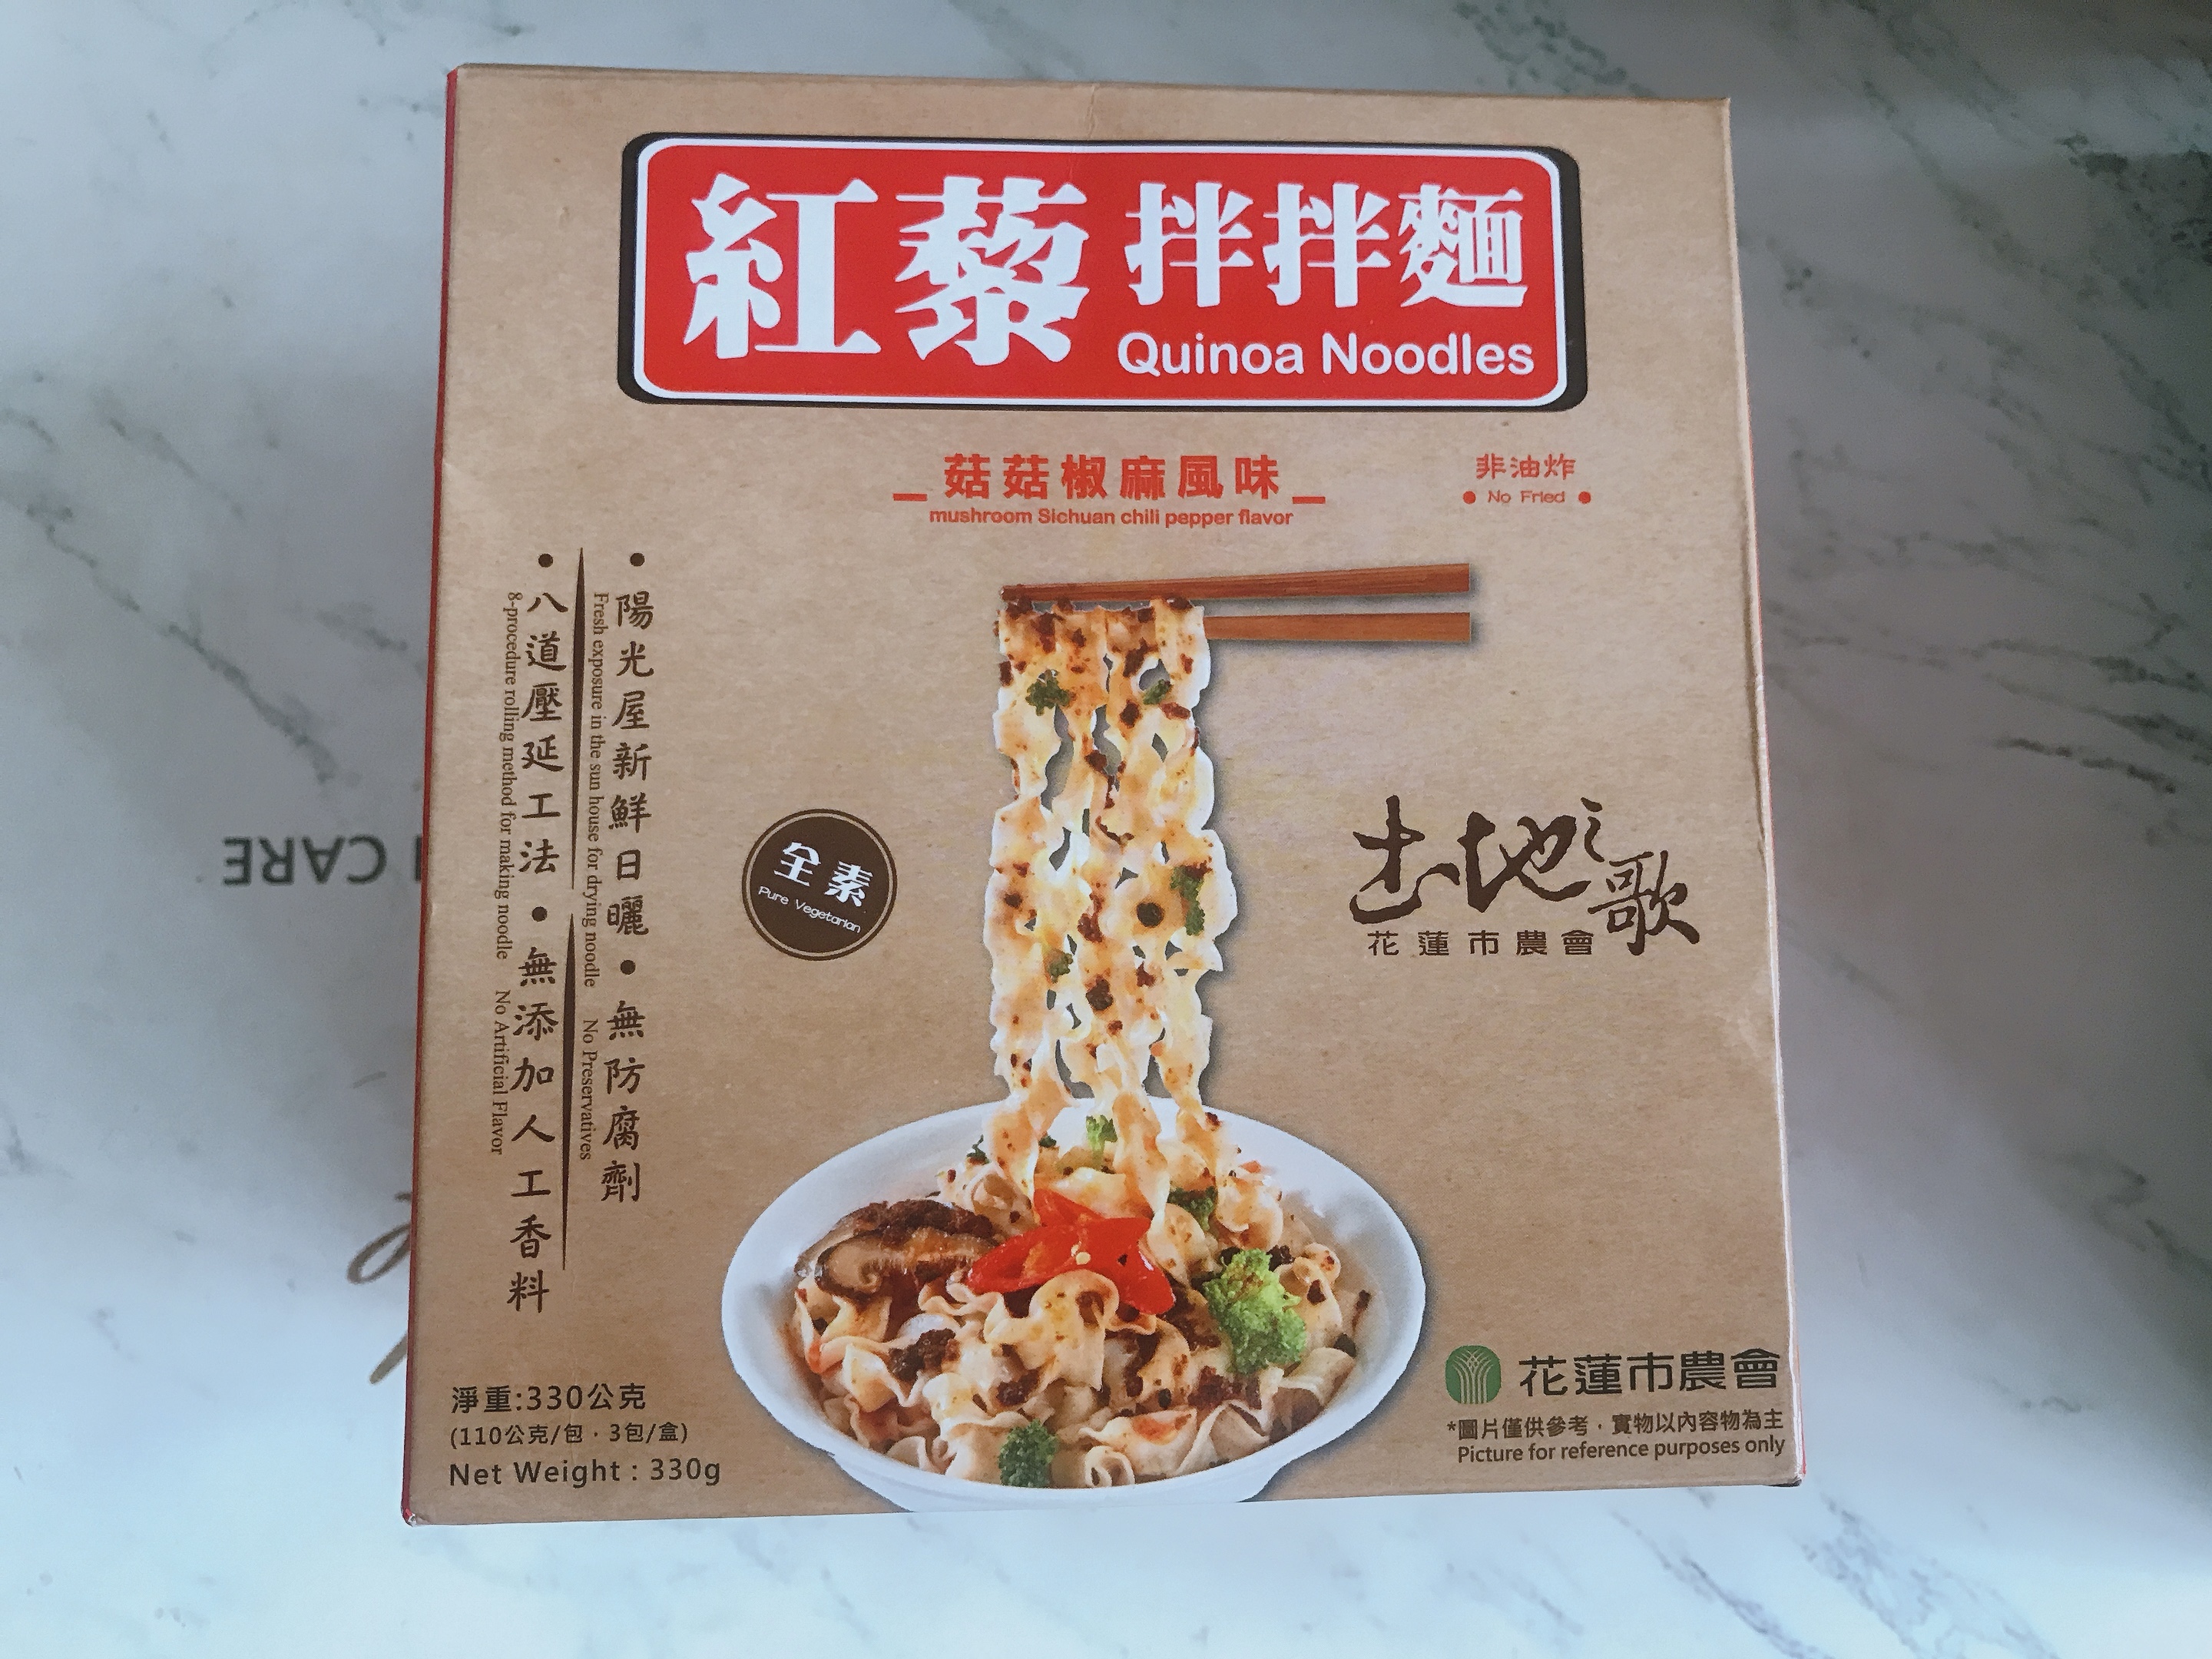 紅藜拌拌麵
Quinoa Noodles
菇菇椒麻風味
mushroom Sichuan chili pepper flavor
非油炸
• No Fried •
• 陽光屋新鮮日曬 • 無防腐劑
Fresh exposure in the sun house for drying noodle No Preservatives
• 八道壓延工法 • 無添加人工香料
8-procedure rolling method for making noodle No Artificial Flavor
全素
Pure Vegetarian
土地之歌
花蓮市農會
淨重:330公克
(110公克/包．3包/盒)
Net Weight : 330g
花蓮市農會
*圖片僅供參考．實物以內容物為主
Picture for reference purposes only
CARE